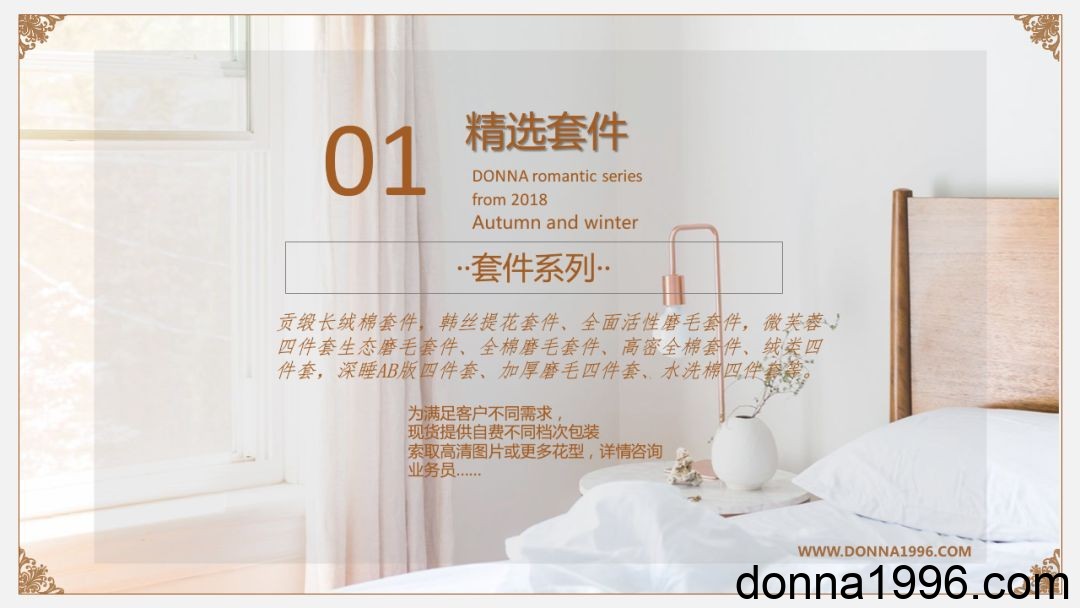 01
精选套件
DONNA romantic series
from 2018
Autumn and winter
··套件系列··
贡缎长绒棉套件，韩丝提花套件、全面活性磨毛套件，微芙蓉
四件套生态磨毛套件、全棉磨毛套件、高密全棉套件、绒类四
件套，深睡AB版四件套、加厚磨毛四件套、水洗棉四件套等。
为满足客户不同需求，
现货提供自费不同档次包装
索取高清图片或更多花型，详情咨询
业务员......
WWW.DONNA1996.COM
donna1996.com